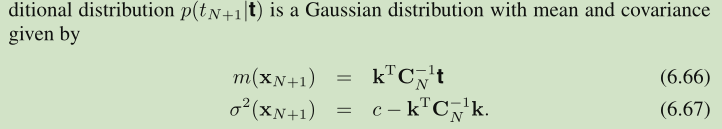 ditional distribution p(t_{N+1}|𝐭) is a Gaussian distribution with mean and covariance
given by
m(𝐱_{N+1}) = 𝐤^T 𝐂_N^{-1} 𝐭 (6.66)
σ^2(𝐱_{N+1}) = c − 𝐤^T 𝐂_N^{-1} 𝐤. (6.67)